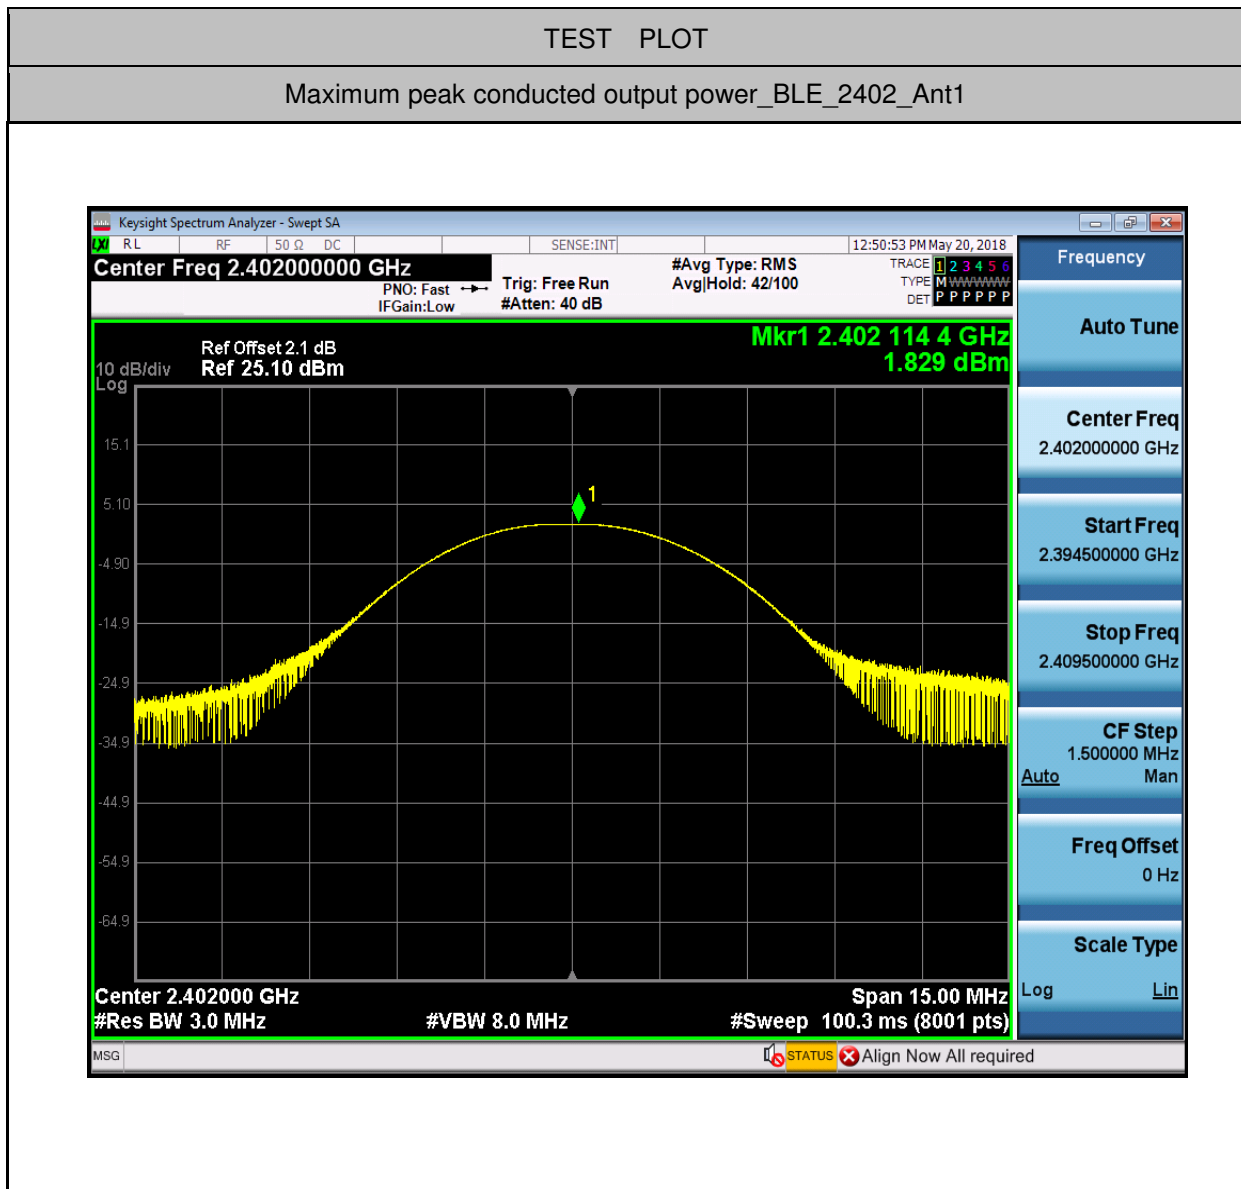 TEST PLOT
Maximum peak conducted output power_BLE_2402_Ant1
Keysight Spectrum Analyzer - Swept SA
LXI RL RF 50 Ω DC SENSE:INT 12:50:53 PM May 20, 2018
Center Freq 2.402000000 GHz
PNO: Fast
IFGain:Low
Trig: Free Run
#Atten: 40 dB
#Avg Type: RMS
Avg|Hold: 42/100
TRACE 1 2 3 4 5 6
TYPE M W W W W W
DET P P P P P P
Mkr1 2.402 114 4 GHz
1.829 dBm
Ref Offset 2.1 dB
10 dB/div Ref 25.10 dBm
Log
15.1
5.10
-4.90
-14.9
-24.9
-34.9
-44.9
-54.9
-64.9
1
Center 2.402000 GHz Span 15.00 MHz
#Res BW 3.0 MHz #VBW 8.0 MHz #Sweep 100.3 ms (8001 pts)
Frequency
Auto Tune
Center Freq
2.402000000 GHz
Start Freq
2.394500000 GHz
Stop Freq
2.409500000 GHz
CF Step
1.500000 MHz
Auto Man
Freq Offset
0 Hz
Scale Type
Log Lin
MSG STATUS Align Now All required